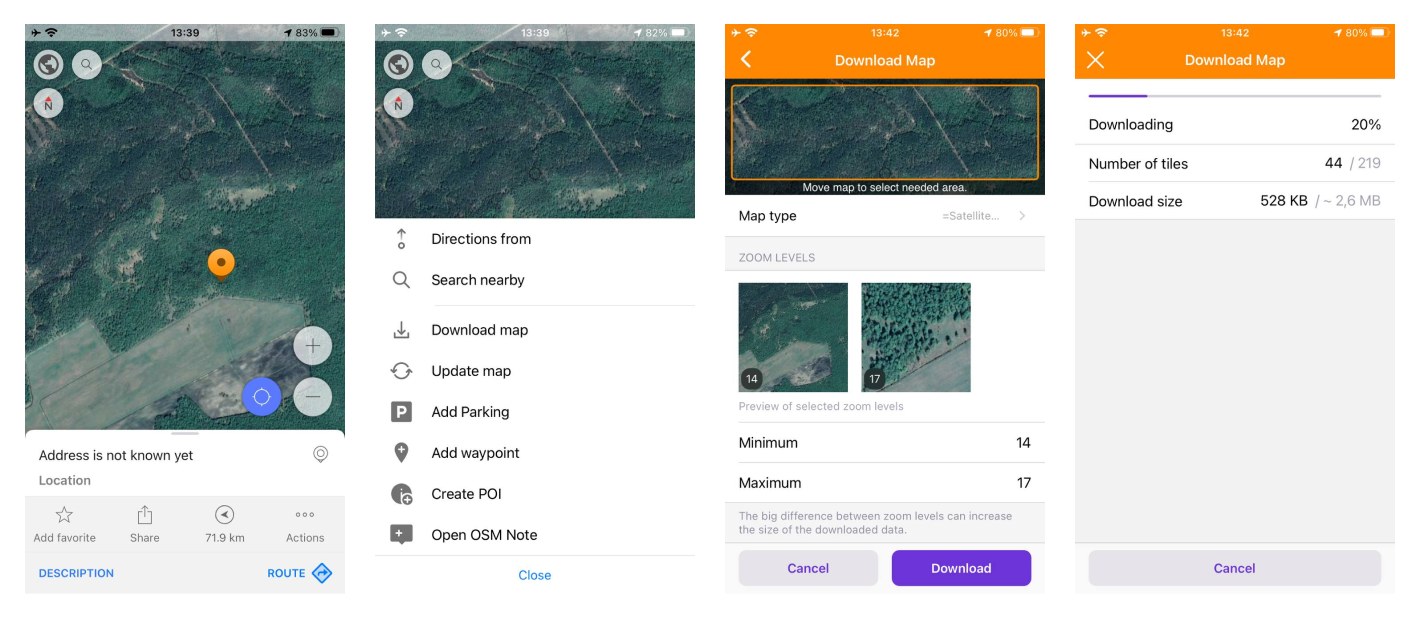 13:39
83%
N
Address is not known yet
Location
Add favorite
Share
71.9 km
Actions
DESCRIPTION
ROUTE
13:39
82%
N
Directions from
Search nearby
Download map
Update map
P
Add Parking
Add waypoint
Create POI
Open OSM Note
Close
13:42
80%
Download Map
Move map to select needed area.
Map type
=Satellite...
ZOOM LEVELS
14
17
Preview of selected zoom levels
Minimum
14
Maximum
17
The big difference between zoom levels can increase
the size of the downloaded data.
Cancel
Download
13:42
80%
Download Map
Downloading
20%
Number of tiles
44 / 219
Download size
528 KB / ~ 2,6 MB
Cancel